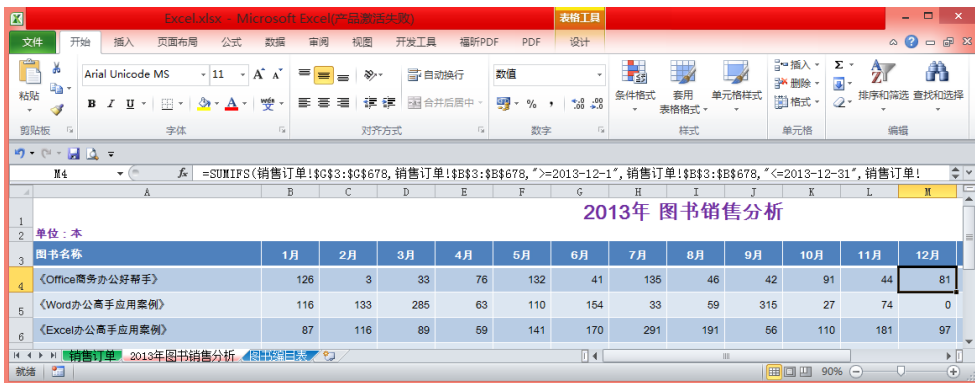 Excel.xlsx - Microsoft Excel(产品激活失败) 表格工具
文件 开始 插入 页面布局 公式 数据 审阅 视图 开发工具 福昕PDF PDF 设计
粘贴 Arial Unicode MS 11 A A 自动换行 数值 条件格式 套用 表格格式 单元格样式 插入 删除 格式 Σ 排序和筛选 查找和选择
B I U A 变 合并后居中 % ,
剪贴板 字体 对齐方式 数字 样式 单元格 编辑
M4 fx =SUMIFS(销售订单!$G$3:$G$678,销售订单!$B$3:$B$678,">=2013-12-1",销售订单!$B$3:$B$678,"<=2013-12-31",销售订单!
A B C D E F G H I J K L M
1 2013年 图书销售分析
2 单位：本
3 图书名称 1月 2月 3月 4月 5月 6月 7月 8月 9月 10月 11月 12月
4 《Office商务办公好帮手》 126 3 33 76 132 41 135 46 42 91 44 81
5 《Word办公高手应用案例》 116 133 285 63 110 154 33 59 315 27 74 0
6 《Excel办公高手应用案例》 87 116 89 59 141 170 291 191 56 110 181 97
销售订单 2013年图书销售分析 图书编目表
就绪 90%